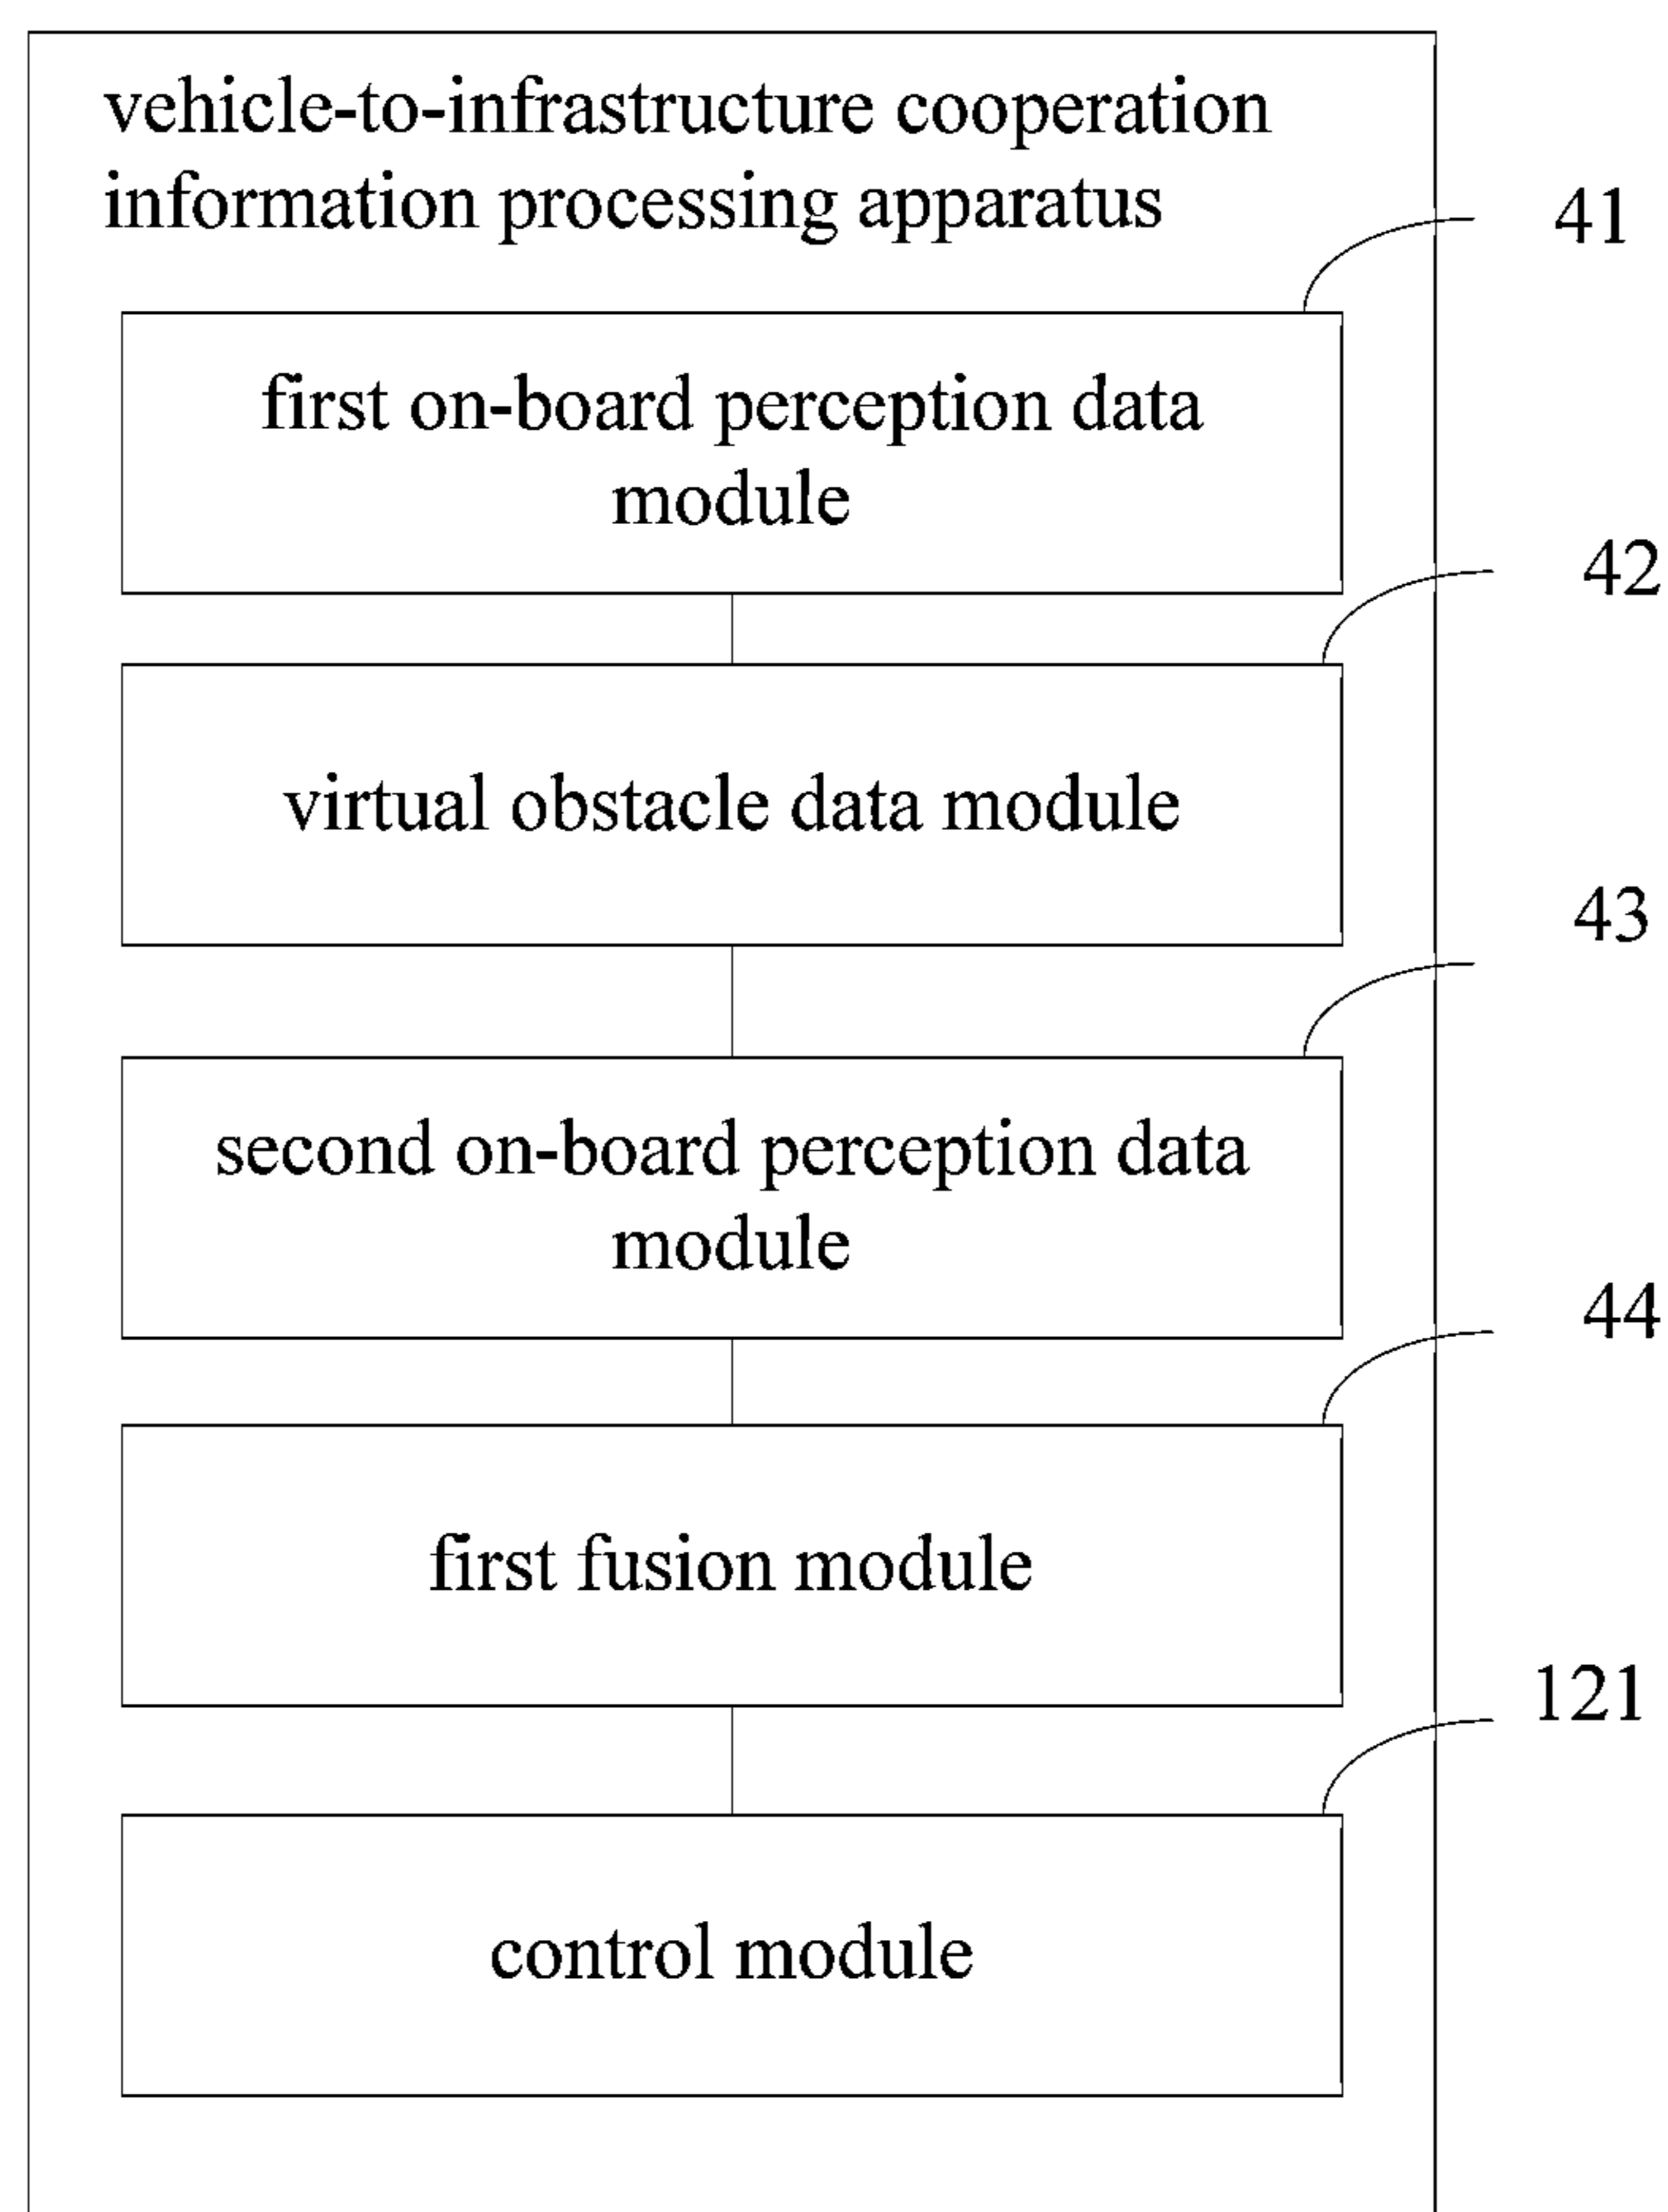 vehicle-to-infrastructure cooperation
information processing apparatus
41
first on-board perception data
module
42
virtual obstacle data module
43
second on-board perception data
module
44
first fusion module
121
control module